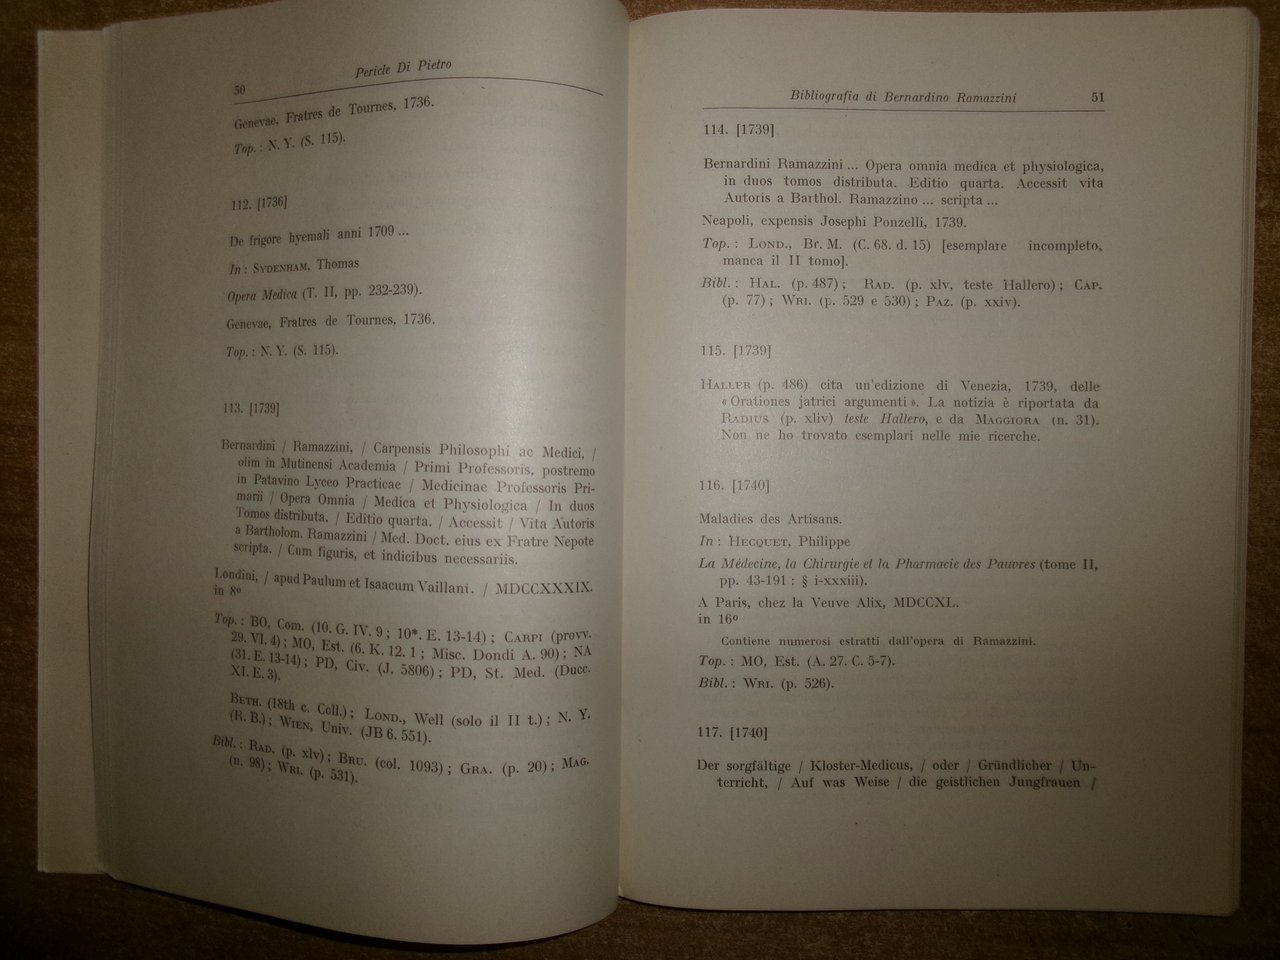 50
Pericle Di Pietro
Genevae, Fratres de Tournes, 1736.
Top.: N. Y. (S. 115).
112. [1736]
De frigore hyemali anni 1709 ...
In: SYDENHAM, Thomas
Opera Medica (T. II, pp. 232-239).
Genevae, Fratres de Tournes, 1736.
Top.: N. Y. (S. 115).
113. [1739]
Bernardini / Ramazzini, / Carpensis Philosophi ac Medici, /
olim in Mutinensi Academia / Primi Professoris, postremo
in Patavino Lyceo Practicae / Medicinae Professoris Pri-
marii / Opera Omnia / Medica et Physiologica / In duos
Tomos distributa. / Editio quarta. / Accessit / Vita Autoris
a Bartholom. Ramazzini / Med. Doct. eius ex Fratre Nepote
scripta. / Cum figuris, et indicibus necessariis.
Londini, / apud Paulum et Isaacum Vaillani. / MDCCXXXIX.
in 8º
Top.: BO, Com. (10. G. IV. 9 ; 10*. E. 13-14) ; CARPI (provv.
29. VI. 4) ; MO, Est. (6. K. 12. 1 ; Misc. Dondi A. 90) ; NA
(31. E. 13-14) ; PD, Civ. (J. 5806) ; PD, St. Med. (Ducc.
XI. E. 3).
BETH. (18th c. Coll.) ; LOND., Well (solo il II t.) ; N. Y.
(R. B.) ; WIEN, Univ. (JB 6. 551).
Bibl.: RAD. (p. xlv) ; BRU. (col. 1093) ; GRA. (p. 20) ; MAG.
(n. 98) ; WRI. (p. 531).
Bibliografia di Bernardino Ramazzini
51
114. [1739]
Bernardini Ramazzini ... Opera omnia medica et physiologica,
in duos tomos distributa. Editio quarta. Accessit vita
Autoris a Barthol. Ramazzino ... scripta ...
Neapoli, expensis Josephi Ponzelli, 1739.
Top.: LOND., Br. M. (C. 68. d. 15) [esemplare incompleto,
manca il II tomo].
Bibl.: HAL. (p. 487) ; RAD. (p. xlv, teste Hallero) ; CAP.
(p. 77) ; WRI. (p. 529 e 530) ; PAZ. (p. xxiv).
115. [1739]
HALLER (p. 486) cita un'edizione di Venezia, 1739, delle
« Orationes jatrici argumenti ». La notizia è riportata da
RADIUS (p. xliv) teste Hallero, e da MAGGIORA (n. 31).
Non ne ho trovato esemplari nelle mie ricerche.
116. [1740]
Maladies des Artisans.
In: HECQUET, Philippe
La Médecine, la Chirurgie et la Pharmacie des Pauvres (tome II,
pp. 43-191 : § i-xxxiii).
A Paris, chez la Veuve Alix, MDCCXL.
in 16º
Contiene numerosi estratti dall'opera di Ramazzini.
Top.: MO, Est. (A. 27. C. 5-7).
Bibl.: WRI. (p. 526).
117. [1740]
Der sorgfältige / Kloster-Medicus, / oder / Gründlicher / Un-
terricht, / Auf was Weise / die geistlichen Jungfrauen /